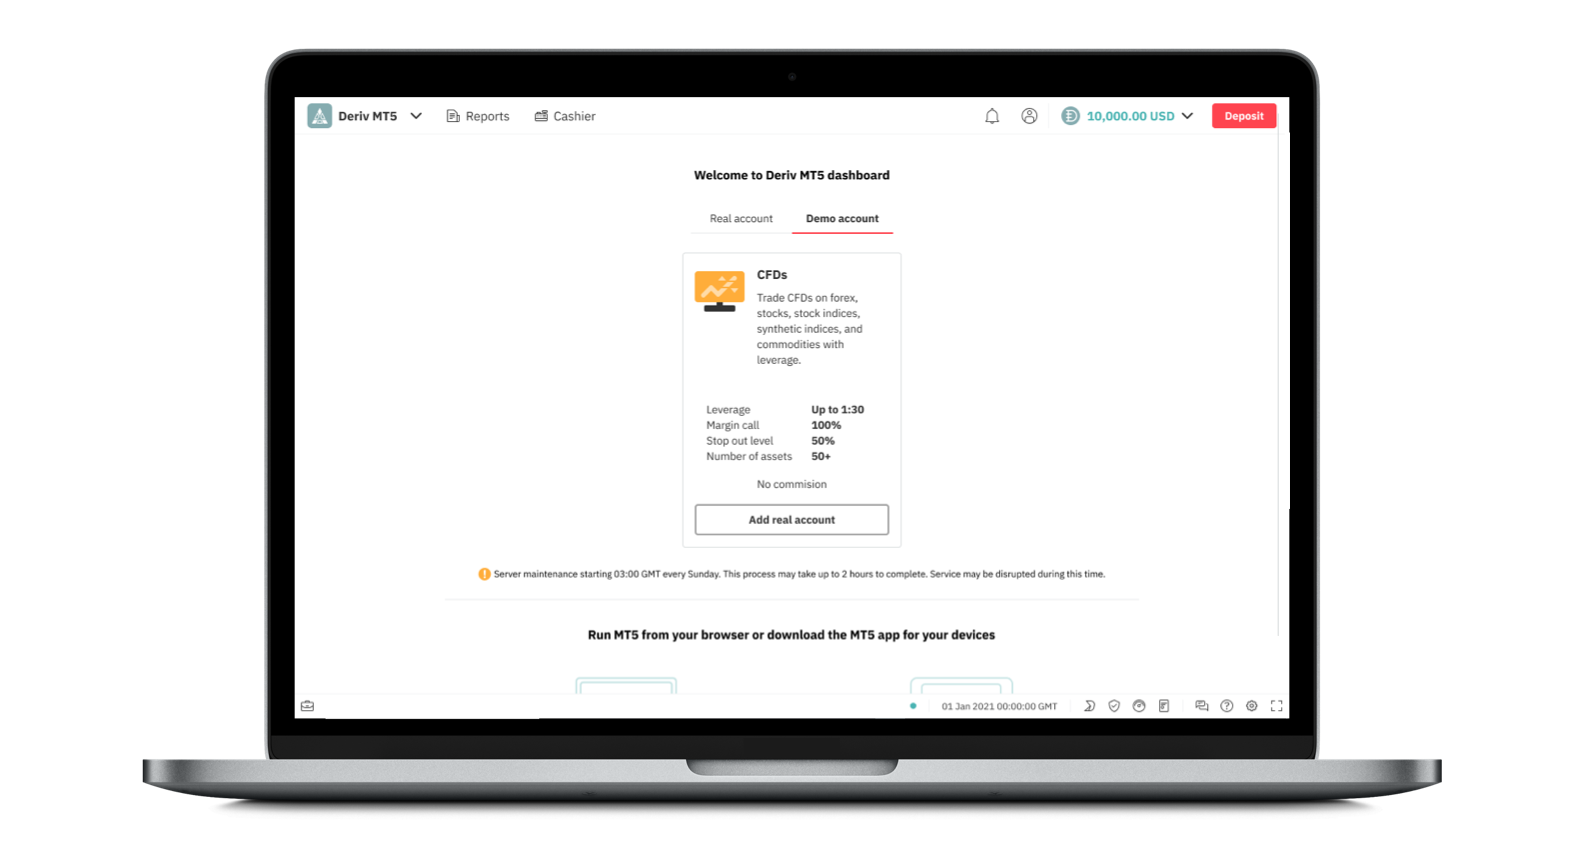 Deriv MT5 Reports Cashier 10,000.00 USD Deposit
Welcome to Deriv MT5 dashboard
Real account Demo account
CFDs
Trade CFDs on forex,
stocks, stock indices,
synthetic indices, and
commodities with
leverage.
Leverage Up to 1:30
Margin call 100%
Stop out level 50%
Number of assets 50+
No commision
Add real account
Server maintenance starting 03:00 GMT every Sunday. This process may take up to 2 hours to complete. Service may be disrupted during this time.
Run MT5 from your browser or download the MT5 app for your devices
01 Jan 2021 00:00:00 GMT